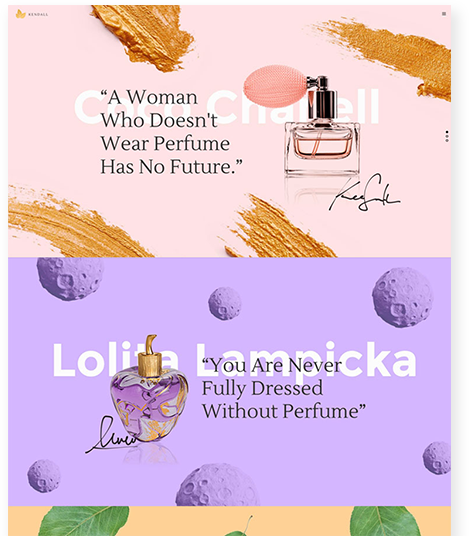 KENDALL
Coco Chanell
“A Woman
Who Doesn't
Wear Perfume
Has No Future.”
Lolita Lampicka
“You Are Never
Fully Dressed
Without Perfume”